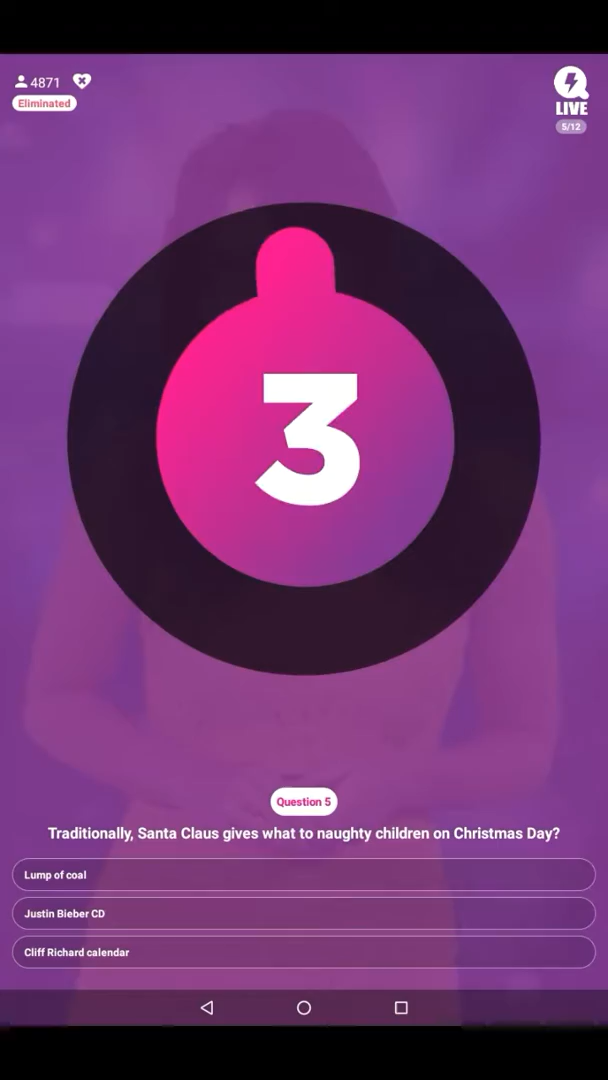 4871
Eliminated
LIVE
5/12
3
Question 5
Traditionally, Santa Claus gives what to naughty children on Christmas Day?
Lump of coal
Justin Bieber CD
Cliff Richard calendar